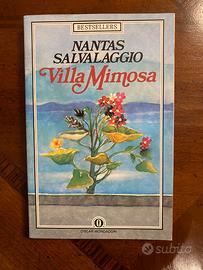 BESTSELLERS
NANTAS
SALVALAGGIO
Villa Mimosa
OSCAR MONDADORI
subito